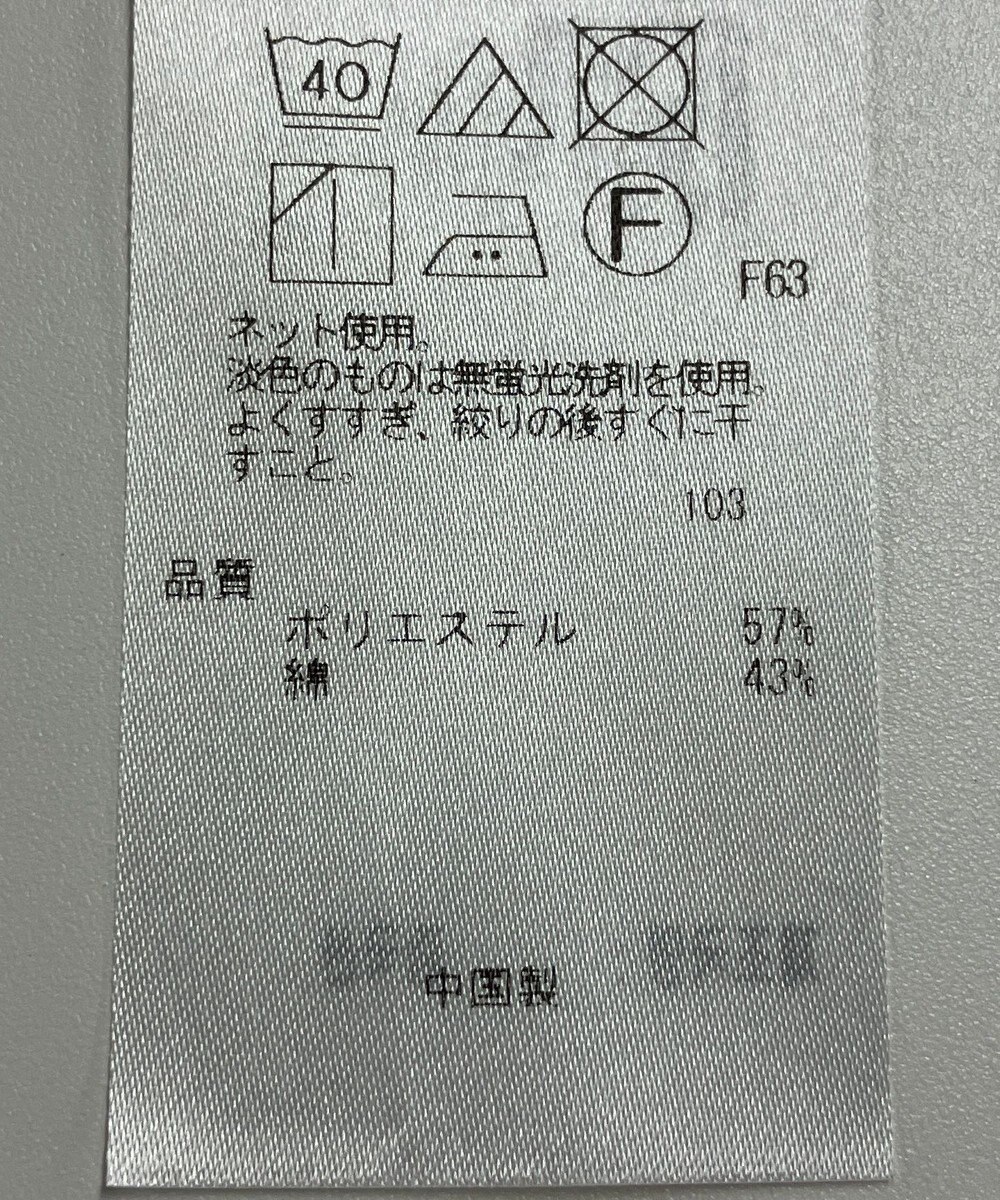 40
F
F63
ネット使用。
淡色のものは無蛍光洗剤を使用。
よくすすぎ、絞りの後すぐに干
すこと。
103
品質
ポリエステル 57%
綿 43%
中国製